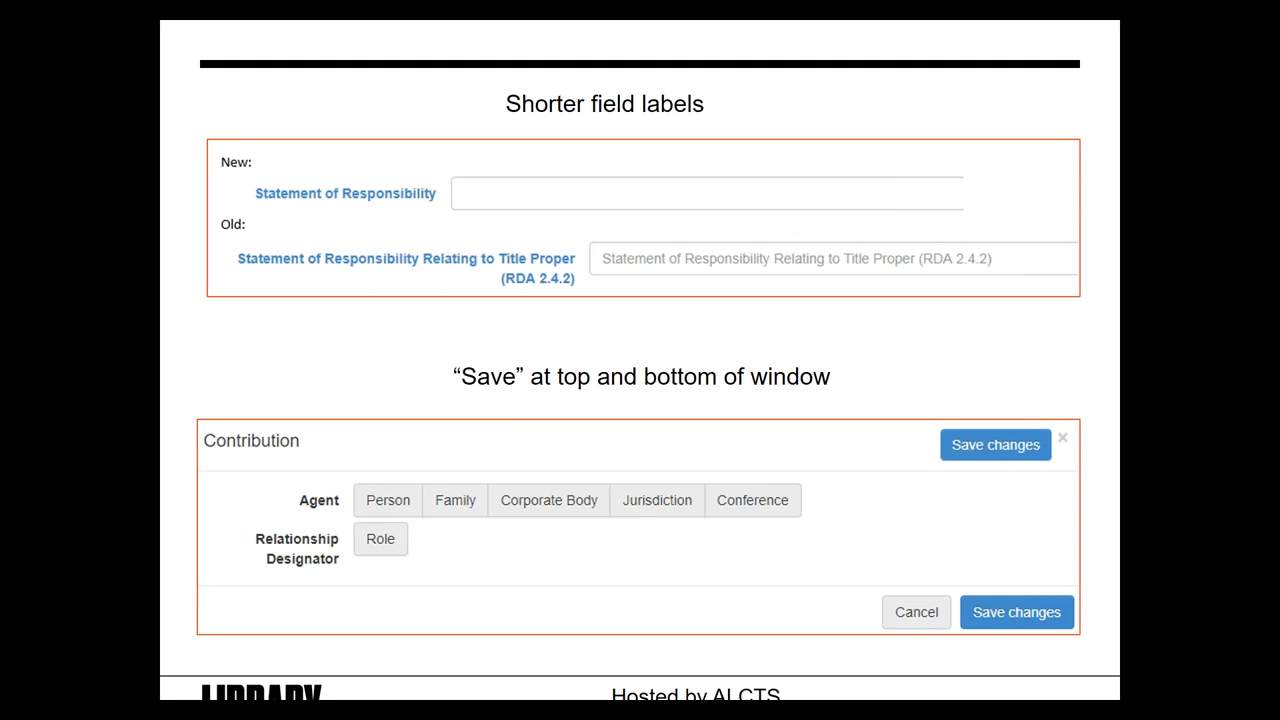 Shorter field labels
New:
Statement of Responsibility
Old:
Statement of Responsibility Relating to Title Proper
(RDA 2.4.2)
Statement of Responsibility Relating to Title Proper (RDA 2.4.2)
“Save” at top and bottom of window
Contribution
Save changes
×
Agent
Person Family Corporate Body Jurisdiction Conference
Relationship
Designator
Role
Cancel Save changes
LIBRARY
Hosted by ALCTS